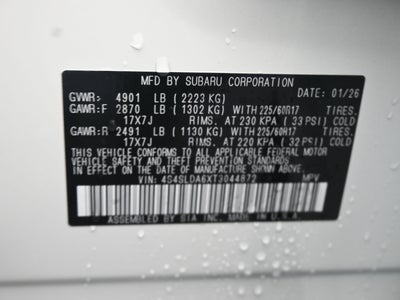 MFD BY SUBARU CORPORATION DATE: 01/26
GVWR: 4901 LB ( 2223 KG)
GAWR:F 2870 LB ( 1302 KG) WITH 225/60R17 TIRES.
17X7J RIMS. AT 230 KPA ( 33 PSI) COLD
GAWR:R 2491 LB ( 1130 KG) WITH 225/60R17 TIRES.
17X7J RIMS. AT 220 KPA ( 32 PSI) COLD
THIS VEHICLE CONFORMS TO ALL APPLICABLE FEDERAL MOTOR
VEHICLE SAFETY AND THEFT PREVENTION STANDARDS
IN EFFECT ON THE DATE OF MANUFACTURE SHOWN ABOVE.
VIN: 4S4SLDA6XT3044872 MPV
ASSEMBLED BY SIA INC. IN U.S.A.